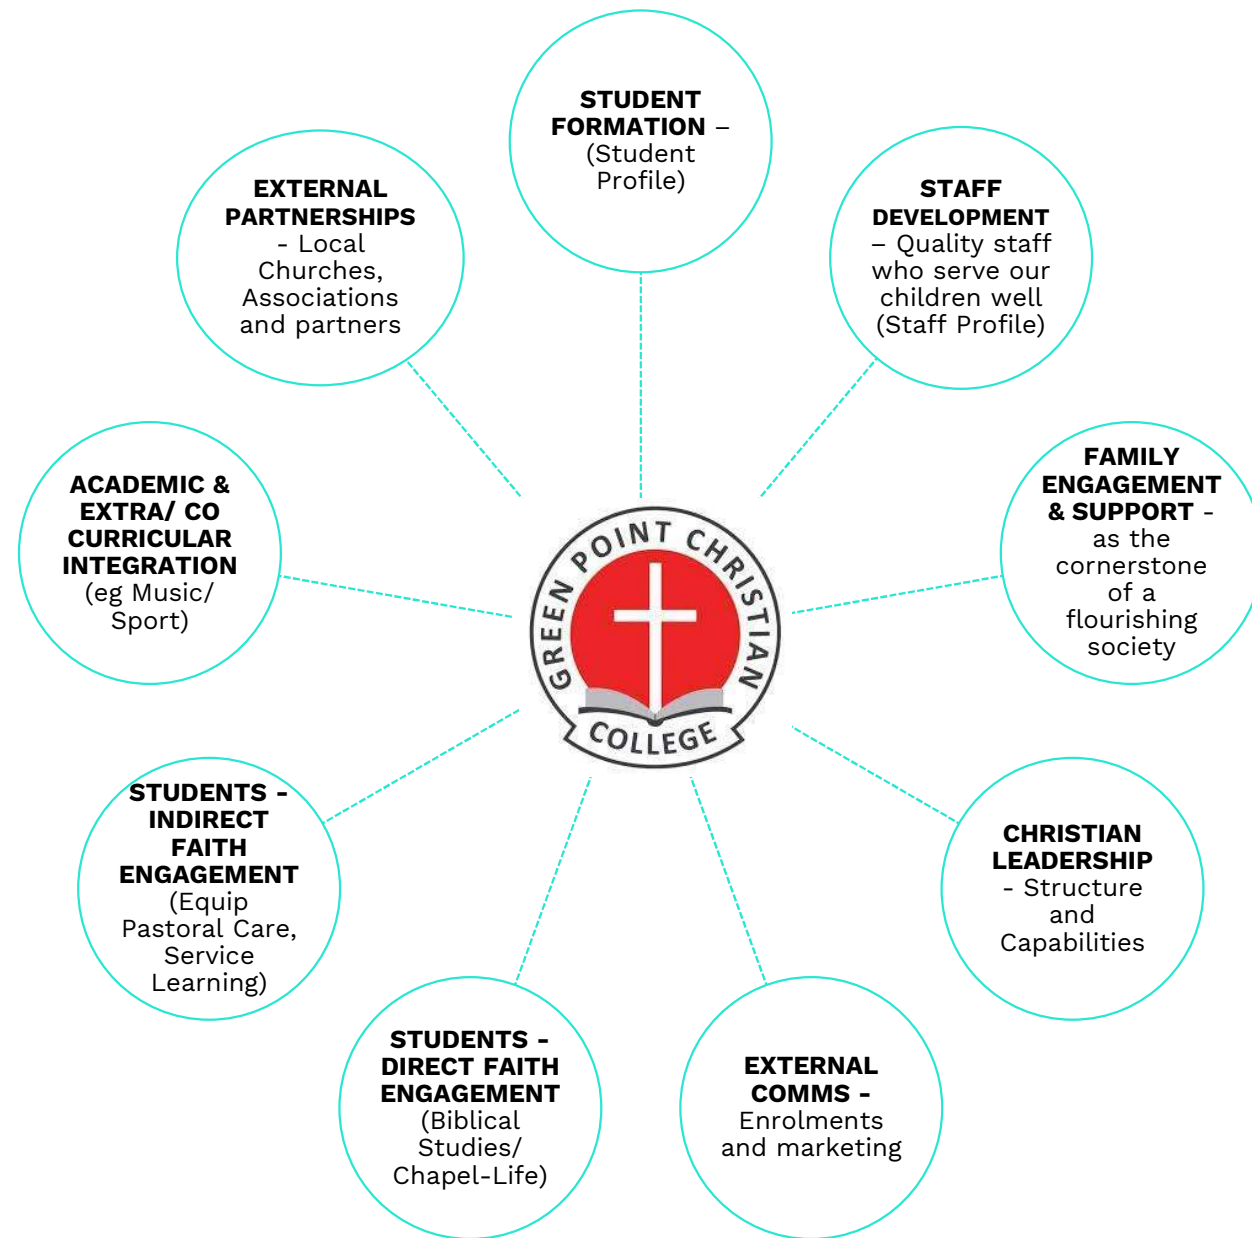 STUDENT
FORMATION –
(Student
Profile)
STAFF
DEVELOPMENT
– Quality staff
who serve our
children well
(Staff Profile)
FAMILY
ENGAGEMENT
& SUPPORT -
as the
cornerstone
of a
flourishing
society
CHRISTIAN
LEADERSHIP
- Structure
and
Capabilities
EXTERNAL
COMMS -
Enrolments
and marketing
STUDENTS -
DIRECT FAITH
ENGAGEMENT
(Biblical
Studies/
Chapel-Life)
STUDENTS -
INDIRECT
FAITH
ENGAGEMENT
(Equip
Pastoral Care,
Service
Learning)
ACADEMIC &
EXTRA/ CO
CURRICULAR
INTEGRATION
(eg Music/
Sport)
EXTERNAL
PARTNERSHIPS
- Local
Churches,
Associations
and partners
GREEN POINT CHRISTIAN
COLLEGE